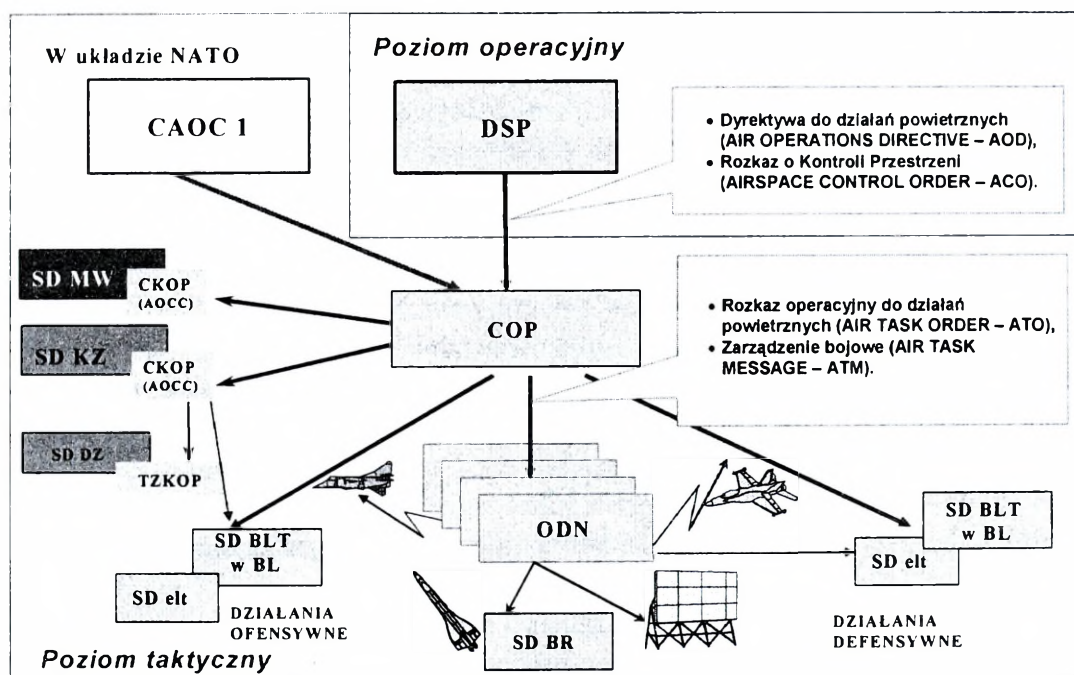 W układzie NATO
CAOC 1
Poziom operacyjny
DSP
• Dyrektywa do działań powietrznych
(AIR OPERATIONS DIRECTIVE – AOD),
• Rozkaz o Kontroli Przestrzeni
(AIRSPACE CONTROL ORDER – ACO).
SD MW
CKOP
(AOCC)
SD KZ
CKOP
(AOCC)
SD DZ
TZKOP
COP
• Rozkaz operacyjny do działań
powietrznych (AIR TASK ORDER – ATO),
• Zarządzenie bojowe (AIR TASK
MESSAGE – ATM).
ODN
SD BLT
w BL
SD elt
DZIAŁANIA
OFENSYWNE
SD BR
SD BLT
w BL
SD elt
DZIAŁANIA
DEFENSYWNE
Poziom taktyczny